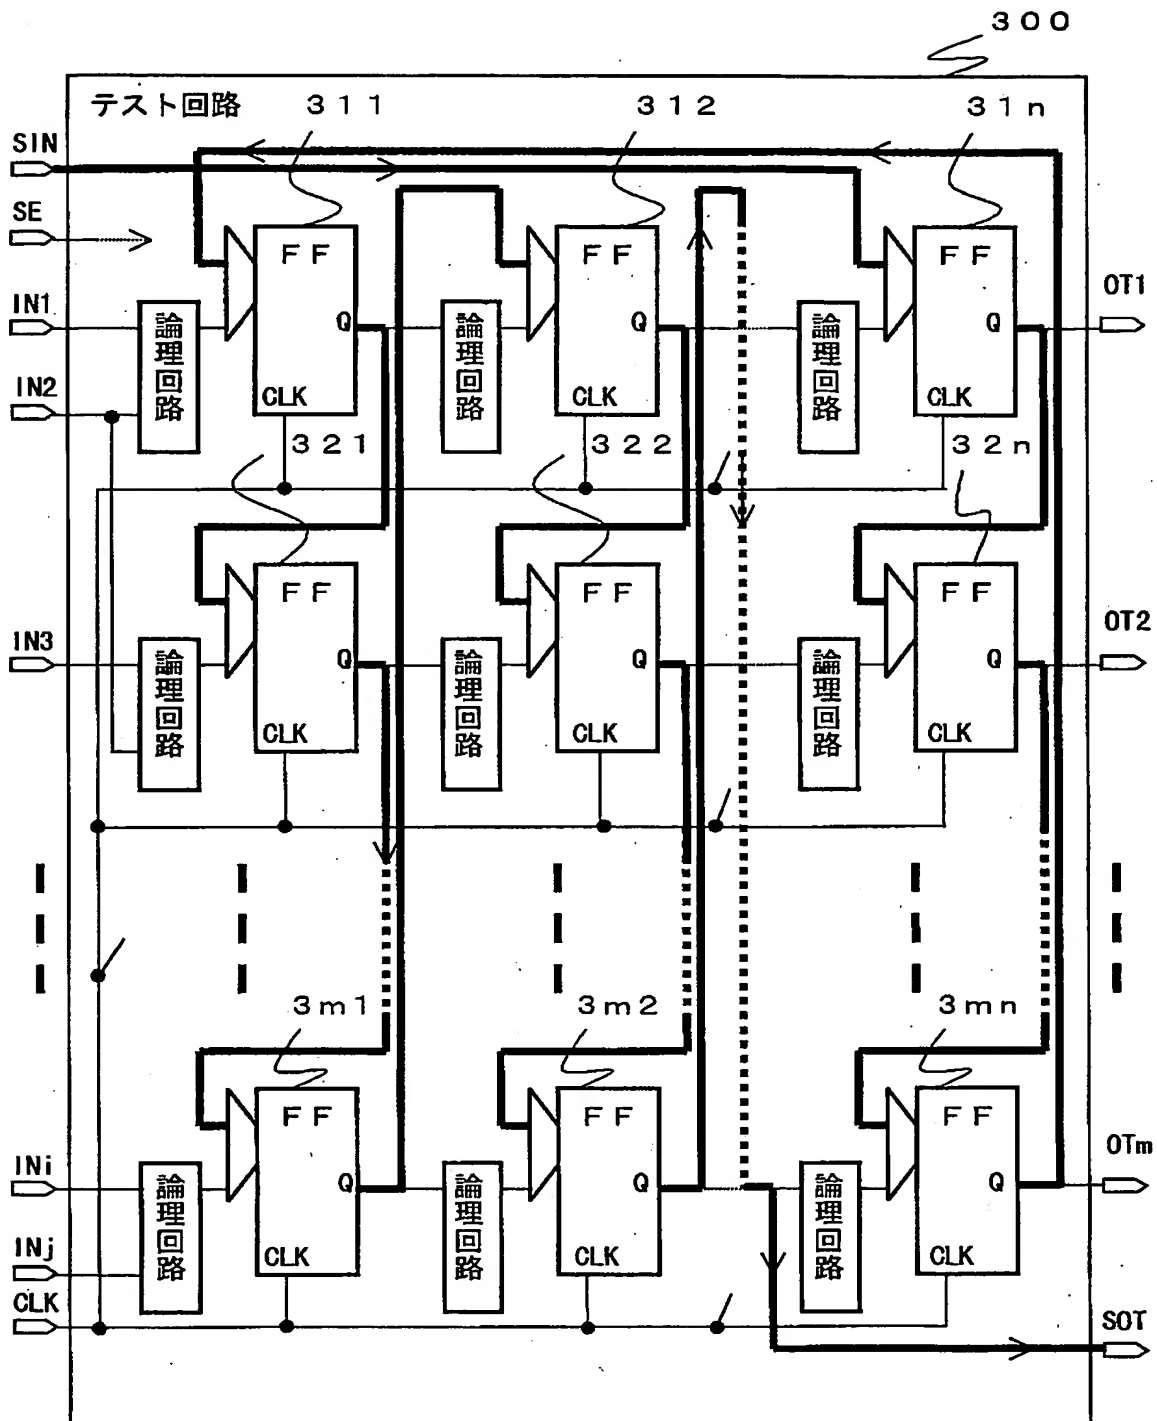 300
テスト回路
311
312
31n
SIN
SE
FF
FF
FF
IN1
論理回路
Q
論理回路
Q
論理回路
Q
OT1
IN2
CLK
CLK
CLK
321
322
32n
FF
FF
FF
IN3
論理回路
Q
論理回路
Q
論理回路
Q
OT2
CLK
CLK
CLK
3m1
3m2
3mn
FF
FF
FF
INi
論理回路
Q
論理回路
Q
論理回路
Q
OTm
INj
CLK
CLK
CLK
CLK
SOT